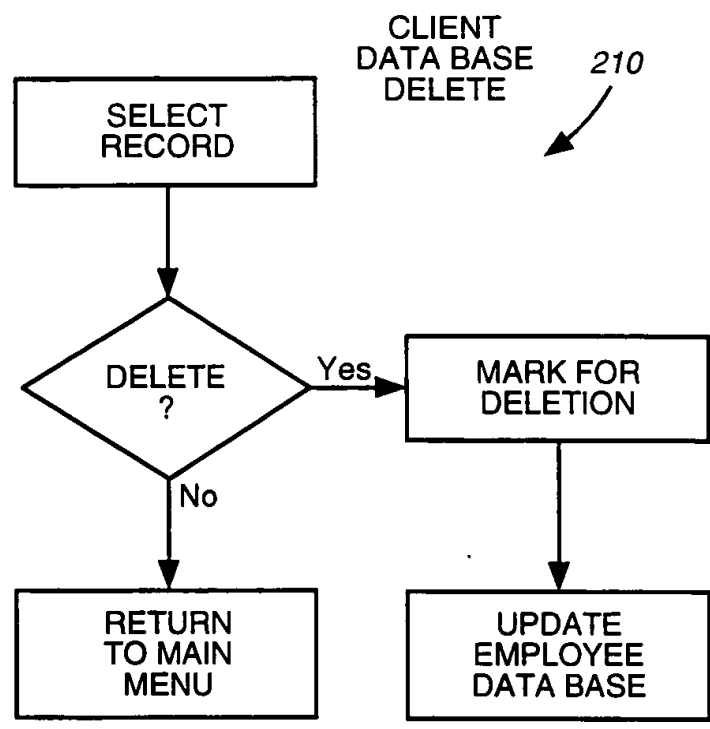 CLIENT
DATA BASE
DELETE
210
SELECT
RECORD
DELETE
?
Yes
MARK FOR
DELETION
No
RETURN
TO MAIN
MENU
UPDATE
EMPLOYEE
DATA BASE